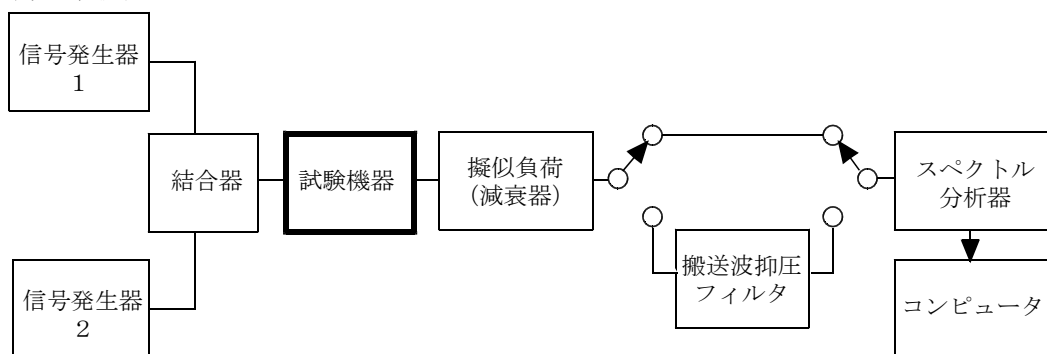 信号発生器
1
結合器
試験機器
擬似負荷
(減衰器)
スペクトル
分析器
搬送波抑圧
フィルタ
信号発生器
2
コンピュータ